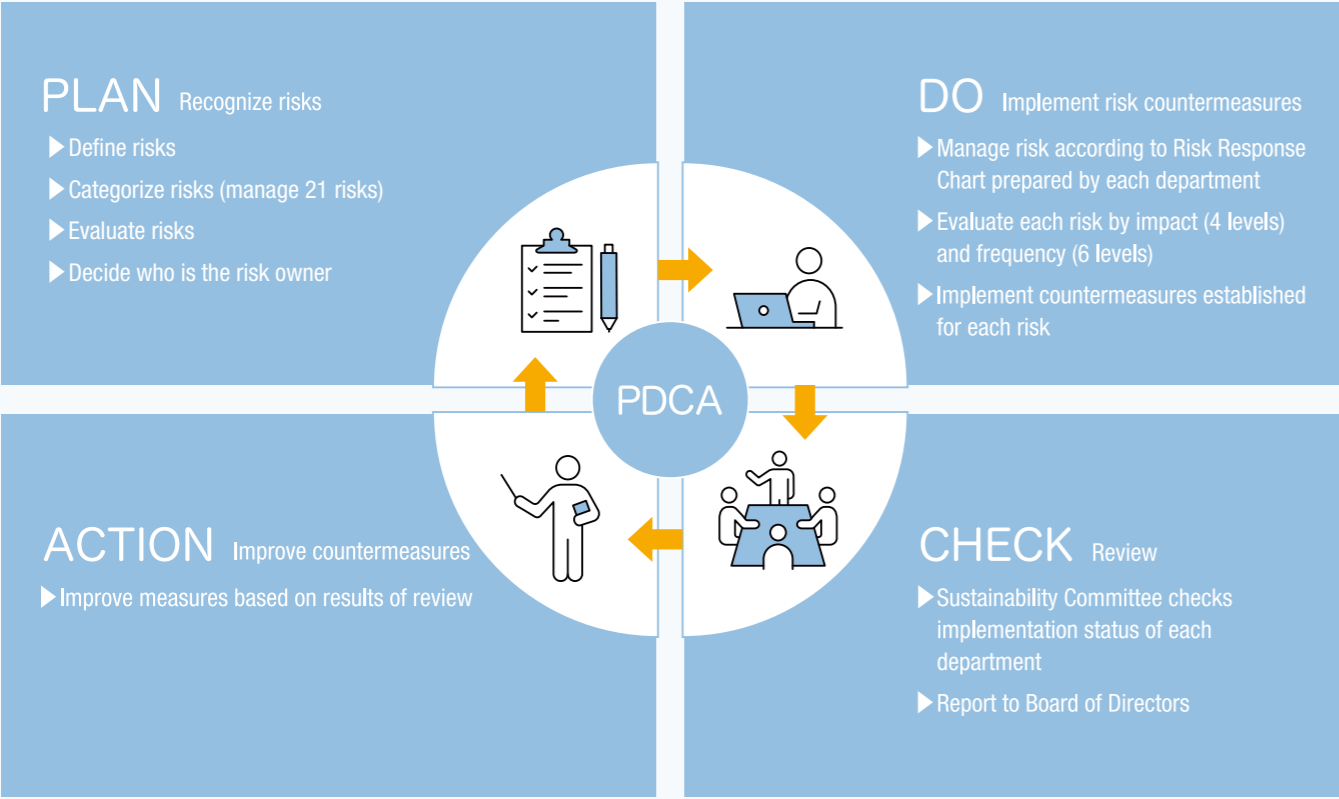 PLAN Recognize risks
▶Define risks
▶Categorize risks (manage 21 risks)
▶Evaluate risks
▶Decide who is the risk owner
DO Implement risk countermeasures
▶Manage risk according to Risk Response
Chart prepared by each department
▶Evaluate each risk by impact (4 levels)
and frequency (6 levels)
▶Implement countermeasures established
for each risk
PDCA
ACTION Improve countermeasures
▶Improve measures based on results of review
CHECK Review
▶Sustainability Committee checks
implementation status of each
department
▶Report to Board of Directors